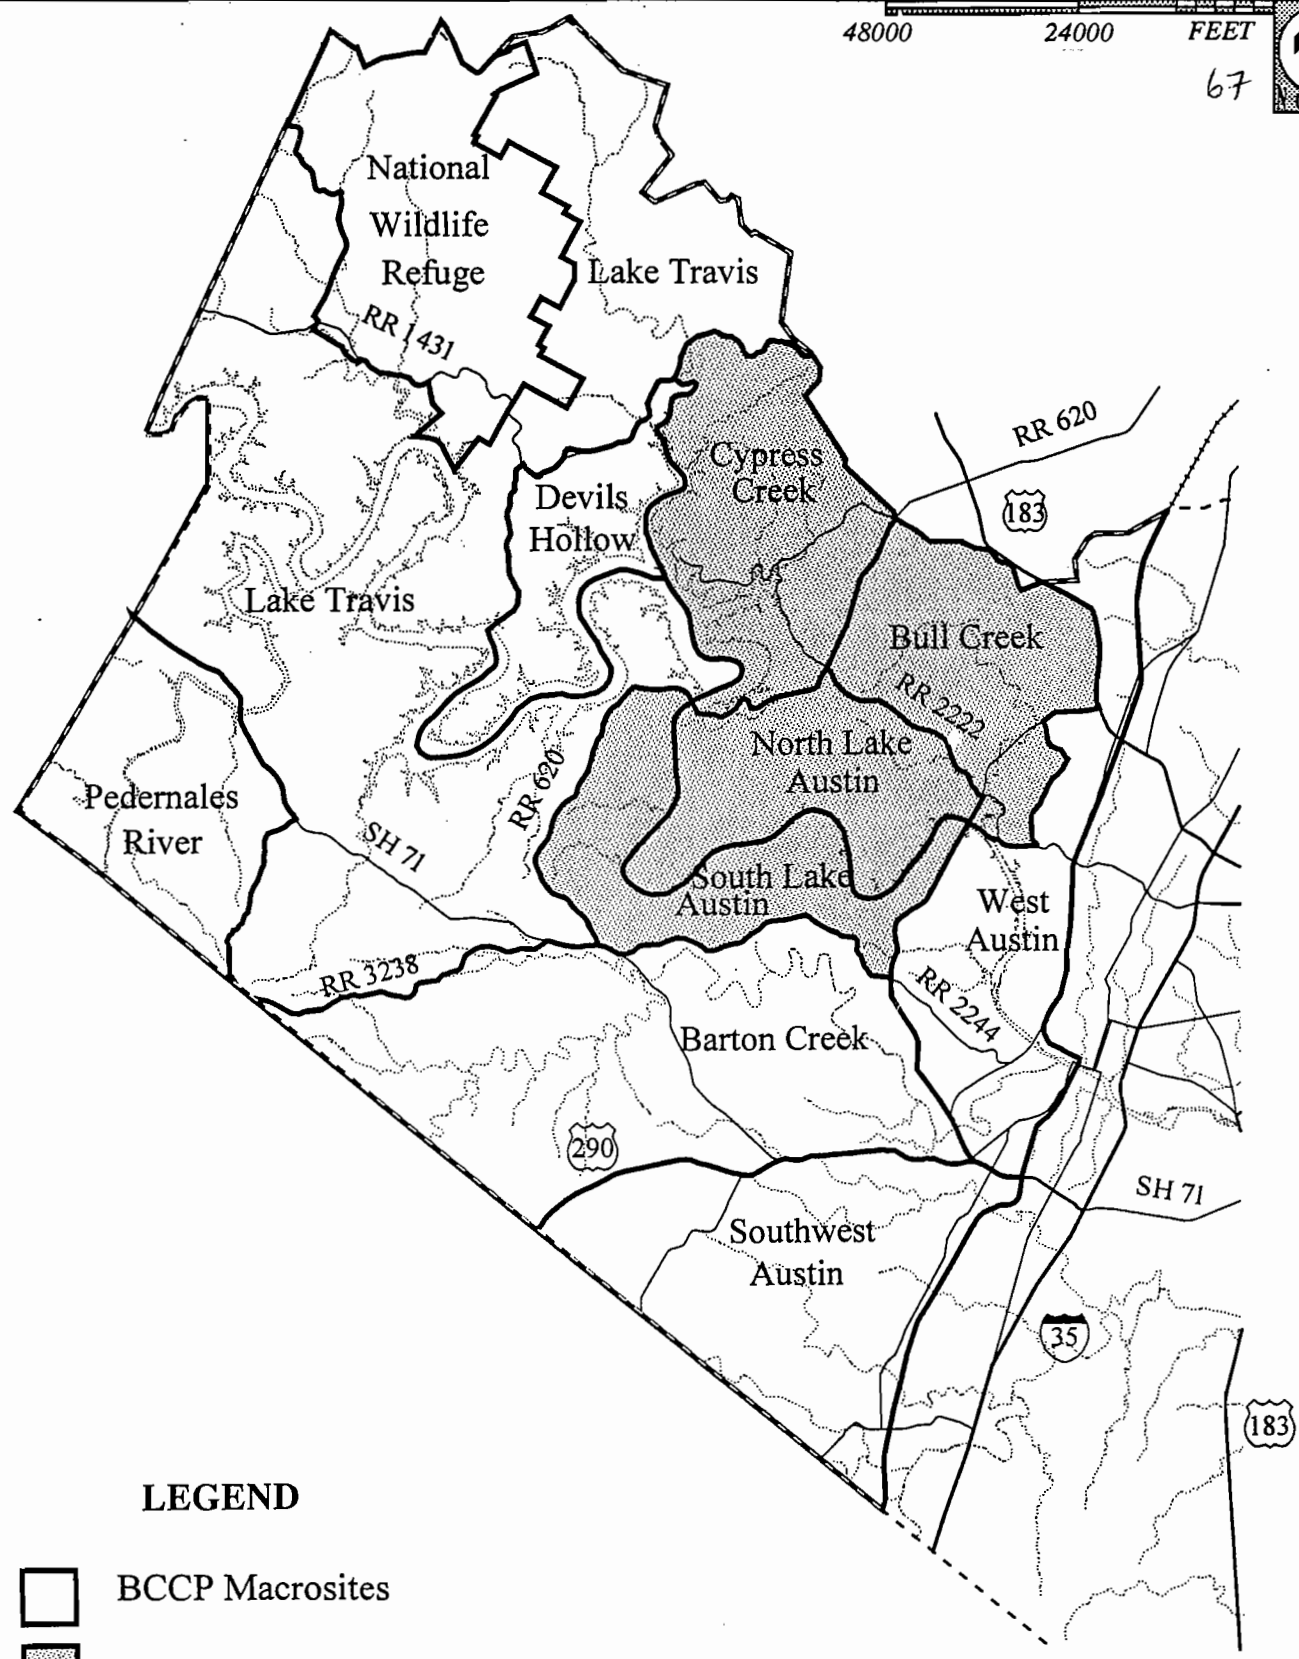 48000 24000 FEET
67
National
Wildlife
Refuge
Lake Travis
RR 1431
RR 620
Cypress
Creek
183
Devils
Hollow
Lake Travis
Bull Creek
RR 2222
North Lake
Austin
RR 620
Pedernales
River
SH 71
South Lake
Austin
West
Austin
RR 3238
RR 2244
Barton Creek
290
SH 71
Southwest
Austin
35
183
LEGEND
BCCP Macrosites